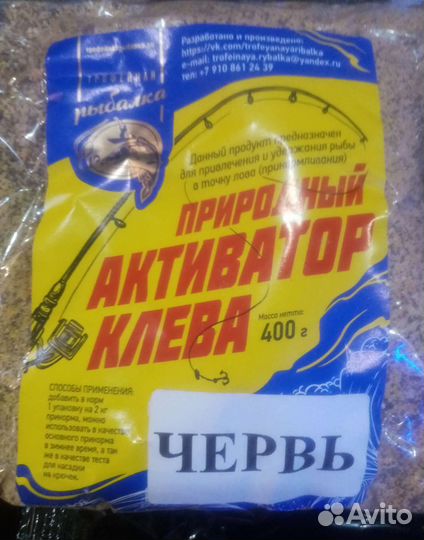 Разработано и произведено:
https://vk.com/trofeynayaribalka
e-mail: trofeinaya.rybalka@yandex.ru
тел: +7 910 861 24 39
рыбалка
Данный продукт предназначен
для привлечения и удержания рыбы
в точку лова (прикормливания)
ПРИРОДНЫЙ
АКТИВАТОР
КЛЕВА
Масса нетто:
400 г
СПОСОБЫ ПРИМЕНЕНИЯ:
добавить в корм
1 упаковку на 2 кг
прикорма, можно
использовать в качестве
основного прикорма
в зимнее время, а так
же в качестве теста
для насадки
на крючек.
ЧЕРВЬ
Avito